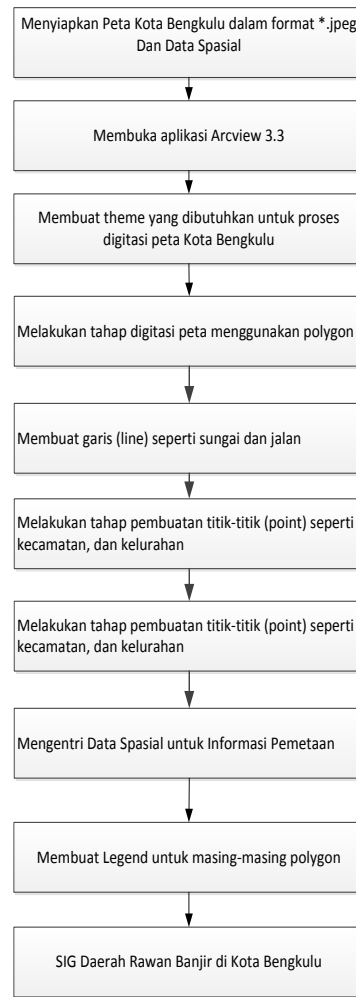 Menyiapkan Peta Kota Bengkulu dalam format *.jpeg
Dan Data Spasial
Membuka aplikasi Arcview 3.3
Membuat theme yang dibutuhkan untuk proses
digitasi peta Kota Bengkulu
Melakukan tahap digitasi peta menggunakan polygon
Membuat garis (line) seperti sungai dan jalan
Melakukan tahap pembuatan titik-titik (point) seperti
kecamatan, dan kelurahan
Melakukan tahap pembuatan titik-titik (point) seperti
kecamatan, dan kelurahan
Mengentri Data Spasial untuk Informasi Pemetaan
Membuat Legend untuk masing-masing polygon
SIG Daerah Rawan Banjir di Kota Bengkulu